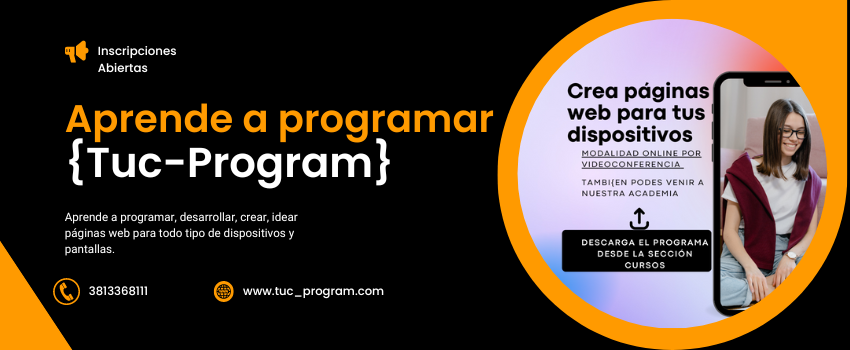 Inscripciones
Abiertas
Aprende a programar
{Tuc-Program}
Aprende a programar, desarrollar, crear, idear
páginas web para todo tipo de dispositivos y
pantallas.
3813368111
www.tuc_program.com
Crea páginas
web para tus
dispositivos
MODALIDAD ONLINE POR
VIDEOCONFERENCIA
TAMBI{EN PODES VENIR A
NUESTRA ACADEMIA
DESCARGA EL PROGRAMA
DESDE LA SECCIÓN
CURSOS